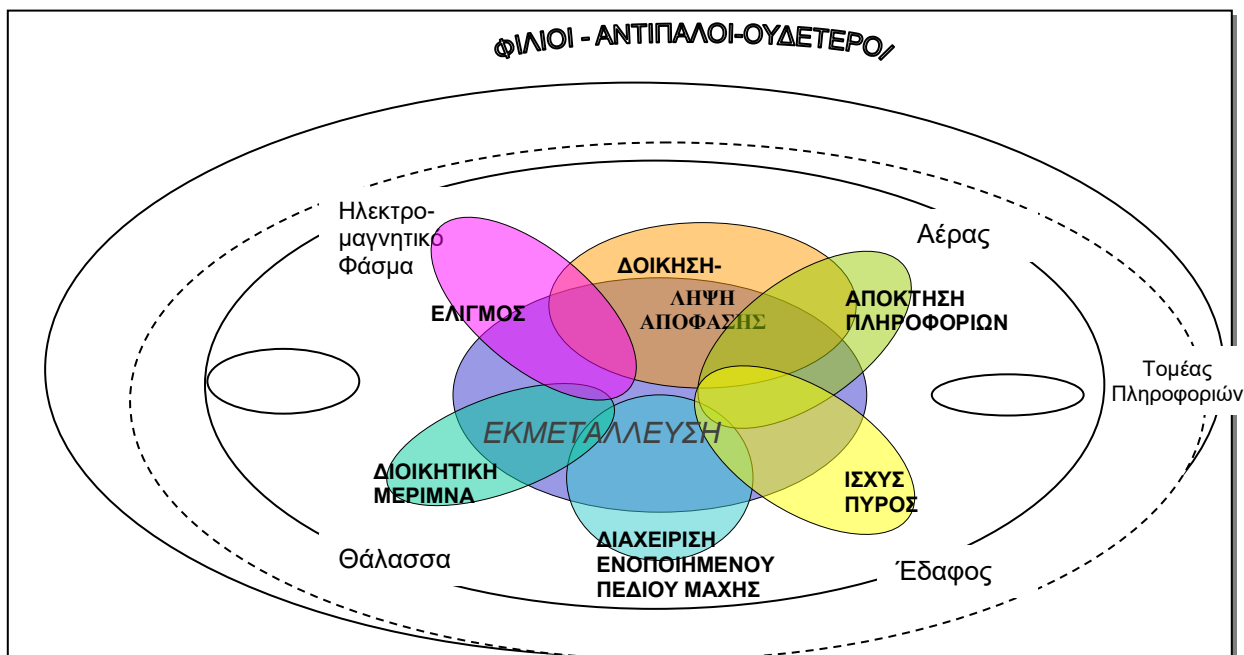 ΦΙΛΙΟΙ - ΑΝΤΙΠΑΛΟΙ-ΟΥΔΕΤΕΡΟΙ
Ηλεκτρο-
μαγνητικό
Φάσμα
Αέρας
ΔΟΙΚΗΣΗ-
ΛΗΨΗ
ΑΠΟΦΑΣΗΣ
ΕΛΙΓΜΟΣ
ΑΠΟΚΤΗΣΗ
ΠΛΗΡΟΦΟΡΙΩΝ
Τομέας
Πληροφοριών
ΕΚΜΕΤΑΛΛΕΥΣΗ
ΔΙΟΙΚΗΤΙΚΗ
ΜΕΡΙΜΝΑ
ΙΣΧΥΣ
ΠΥΡΟΣ
ΔΙΑΧΕΙΡΙΣΗ
ΕΝΟΠΟΙΗΜΕΝΟΥ
ΠΕΔΙΟΥ ΜΑΧΗΣ
Θάλασσα
Έδαφος